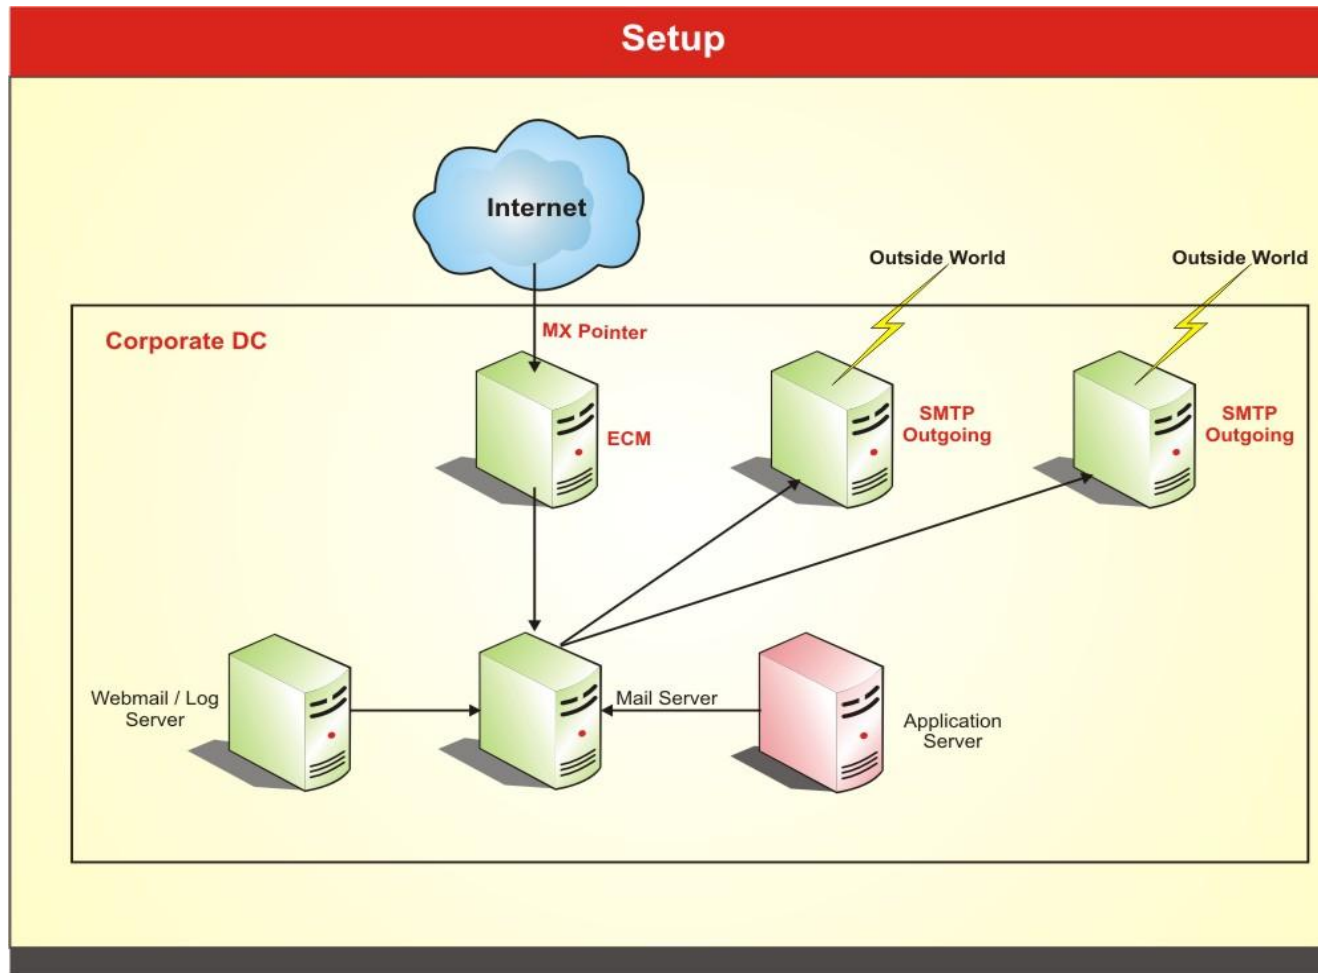 Setup
Internet
Outside World
Outside World
MX Pointer
Corporate DC
ECM
SMTP
Outgoing
SMTP
Outgoing
Webmail / Log
Server
Mail Server
Application
Server